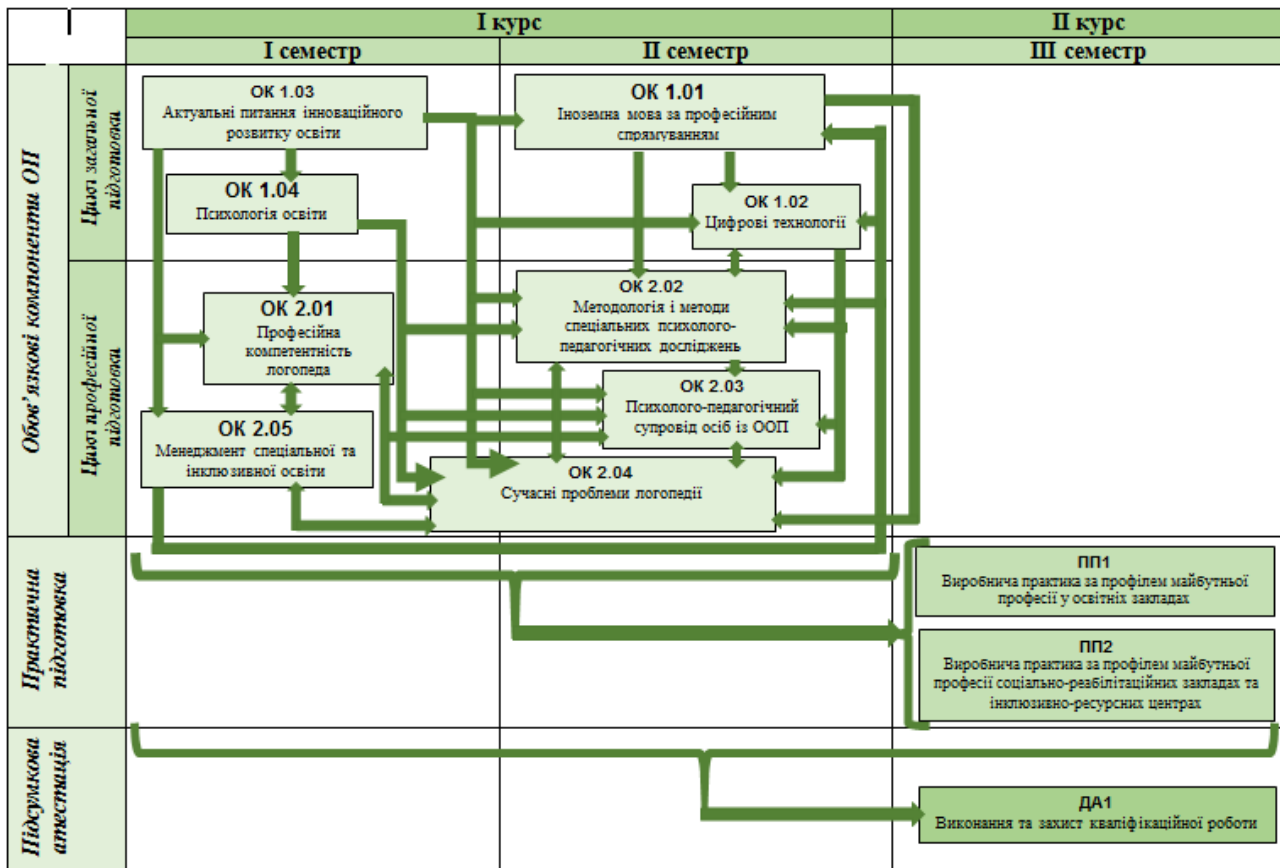 І курс
ІІ курс
І семестр
ІІ семестр
ІІІ семестр
Обов’язкові компоненти ОП
Цикл загальної
підготовки
ОК 1.03
Актуальні питання інноваційного
розвитку освіти
ОК 1.01
Іноземна мова за професійним
спрямуванням
ОК 1.04
Психологія освіти
ОК 1.02
Цифрові технології
Цикл професійної
підготовки
ОК 2.01
Професійна
компетентність
логопеда
ОК 2.02
Методологія і методи
спеціальних психолого-
педагогічних досліджень
ОК 2.03
Психолого-педагогічний
супровід осіб із ООП
ОК 2.05
Менеджмент спеціальної та
інклюзивної освіти
ОК 2.04
Сучасні проблеми логопедії
Практична
підготовка
ПП1
Виробнича практика за профілем майбутньої
професії у освітніх закладах
ПП2
Виробнича практика за профілем майбутньої
професії соціально-реабілітаційних закладах та
інклюзивно-ресурсних центрах
Підсумкова
атестація
ДА1
Виконання та захист кваліфікаційної роботи